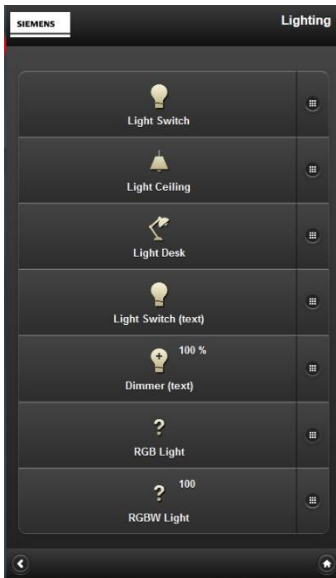 SIEMENS
Lighting
Light Switch
Light Ceiling
Light Desk
Light Switch (text)
100 %
Dimmer (text)
?
RGB Light
? 100
RGBW Light